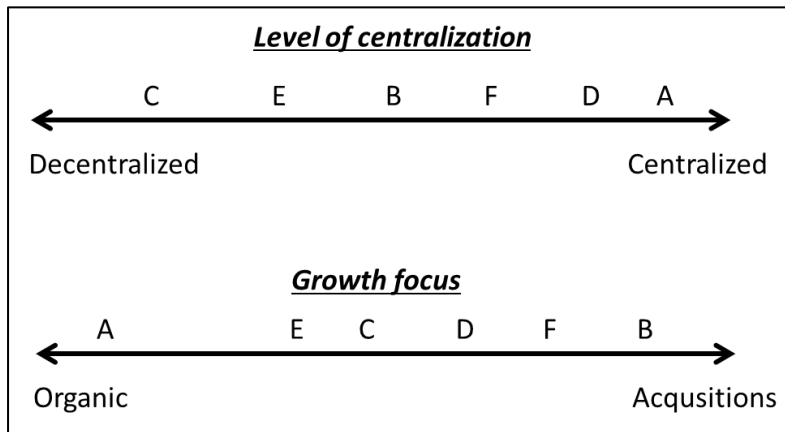 Level of centralization
C E B F D A
Decentralized Centralized
Growth focus
A E C D F B
Organic Acqusitions